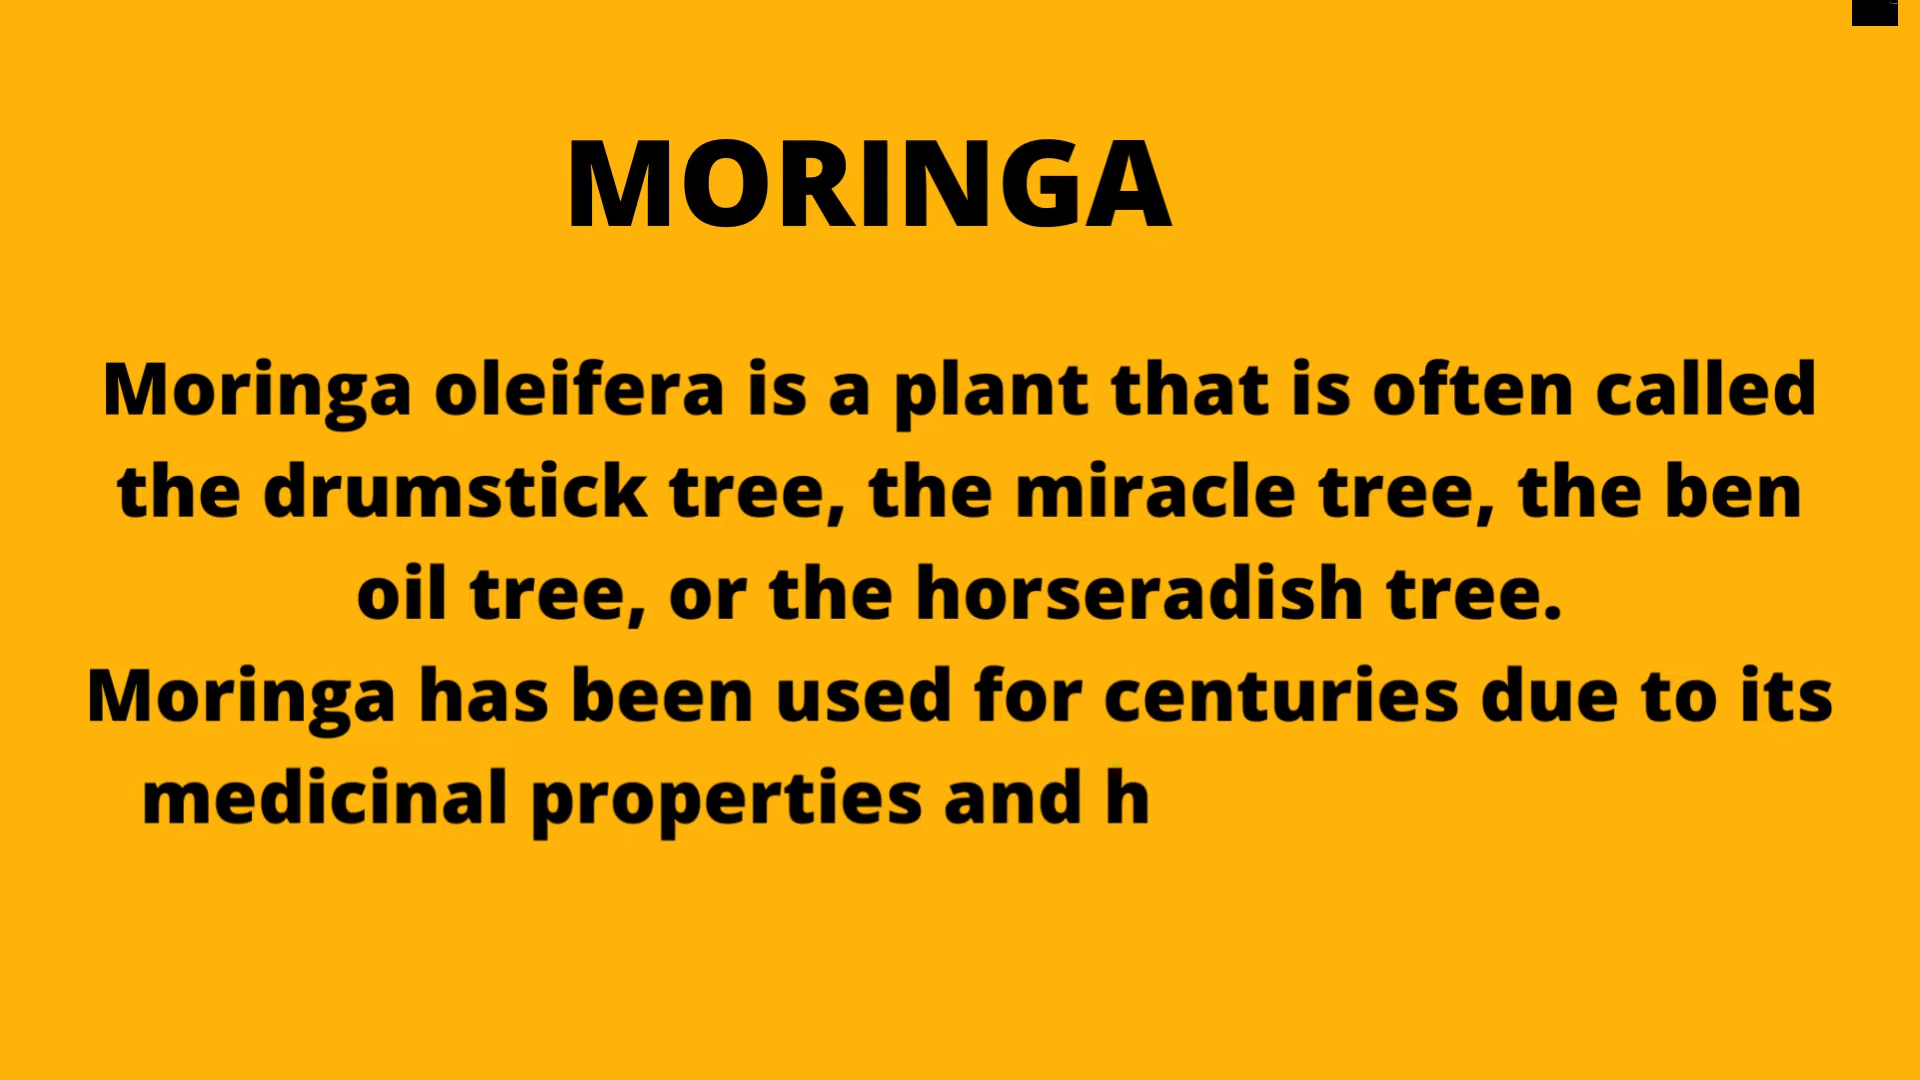 MORINGA
Moringa oleifera is a plant that is often called
the drumstick tree, the miracle tree, the ben
oil tree, or the horseradish tree.
Moringa has been used for centuries due to its
medicinal properties and h